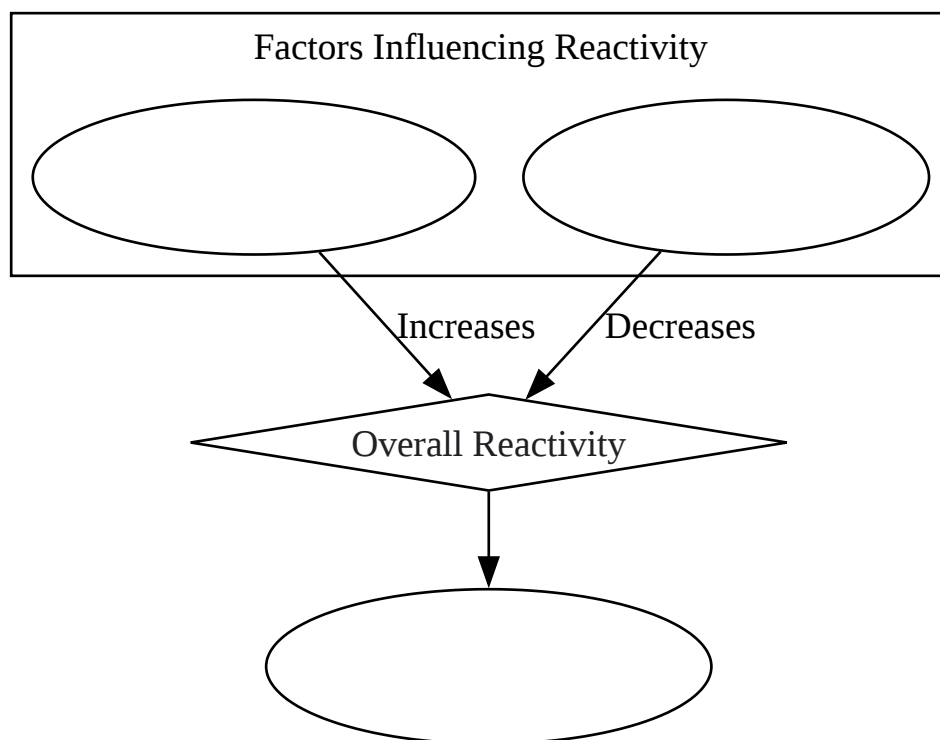 Factors Influencing Reactivity
Increases
Decreases
Overall Reactivity